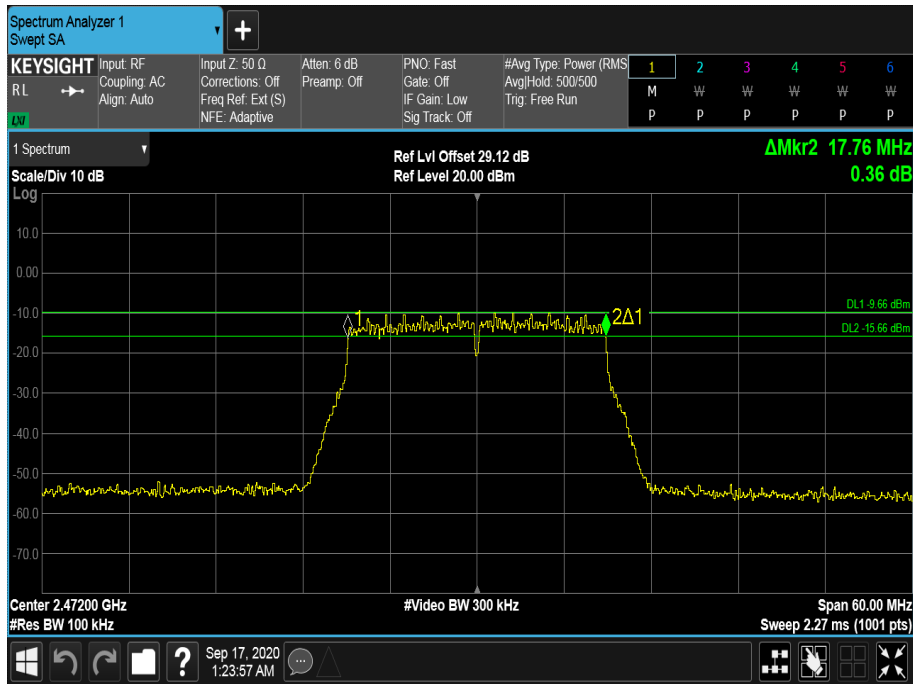 Spectrum Analyzer 1
Swept SA
+
KEYSIGHT
RL
LXI
Input: RF
Coupling: AC
Align: Auto
Input Z: 50 Ω
Corrections: Off
Freq Ref: Ext (S)
NFE: Adaptive
Atten: 6 dB
Preamp: Off
PNO: Fast
Gate: Off
IF Gain: Low
Sig Track: Off
#Avg Type: Power (RMS
Avg|Hold: 500/500
Trig: Free Run
1 2 3 4 5 6
M W W W W W
P P P P P P
1 Spectrum
Scale/Div 10 dB
Ref Lvl Offset 29.12 dB
Ref Level 20.00 dBm
ΔMkr2 17.76 MHz
0.36 dB
Log
10.0
0.00
-10.0
-20.0
-30.0
-40.0
-50.0
-60.0
-70.0
1
2Δ1
DL1 -9.66 dBm
DL2 -15.66 dBm
Center 2.47200 GHz
#Res BW 100 kHz
#Video BW 300 kHz
Span 60.00 MHz
Sweep 2.27 ms (1001 pts)
?
Sep 17, 2020
1:23:57 AM